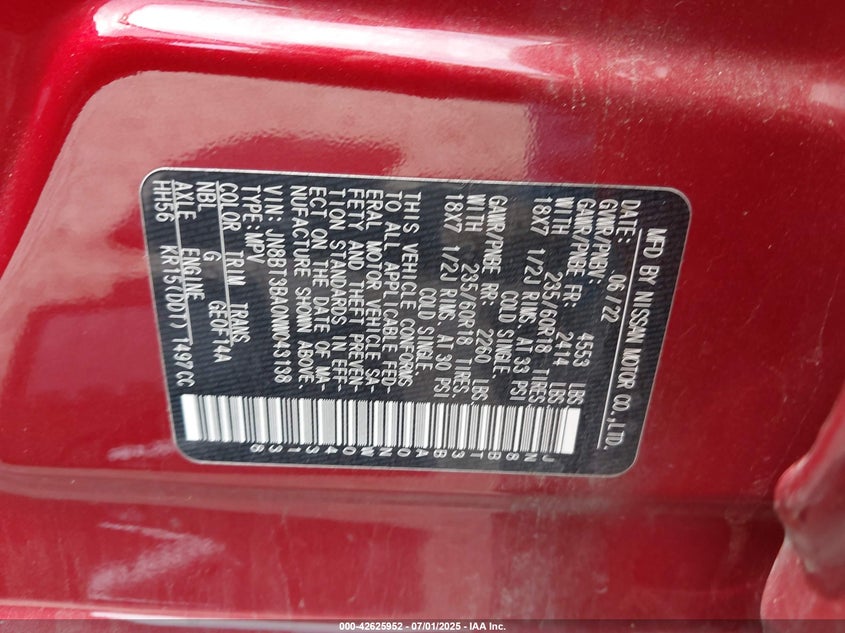 MFD BY NISSAN MOTOR CO.,LTD.
DATE: 06/22
GVWR/PNBV: 4553 LBS
GAWR/PNBE FR: 2414 LBS
WITH 235/60R18 TIRES,
18X7 1/2J RIMS, AT 33 PSI
COLD SINGLE
GAWR/PNBE RR: 2260 LBS
WITH 235/60R18 TIRES,
18X7 1/2J RIMS, AT 30 PSI
COLD SINGLE
THIS VEHICLE CONFORMS
TO ALL APPLICABLE FED-
ERAL MOTOR VEHICLE SA-
FETY AND THEFT PREVEN-
TION STANDARDS IN EFF-
ECT ON THE DATE OF MA-
NUFACTURE SHOWN ABOVE.
VIN: JN8BT3BA0NW043138
TYPE: MPV
COLOR TRIM TRANS
NBL G GE0F14A
AXLE ENGINE
HH56 KR15(DDT) 1497CC
JN8BT3BA0NW043138
000-42625952 - 07/01/2025 - IAA Inc.